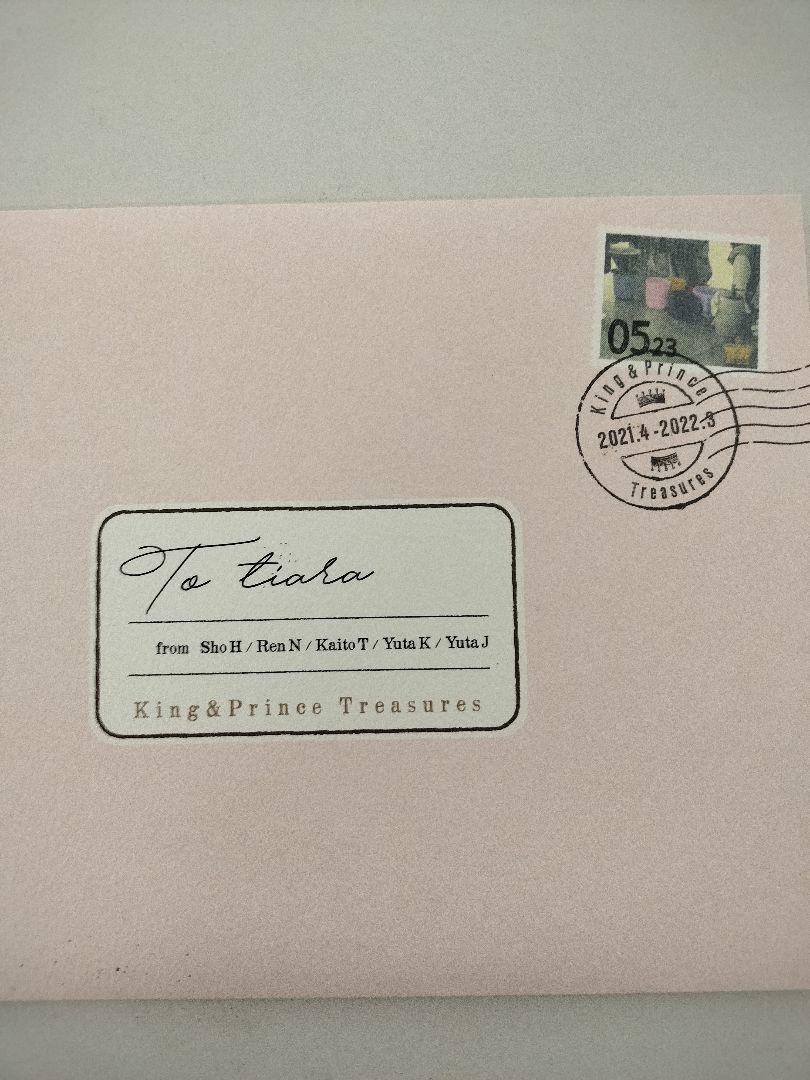 05 23
King & Prince
2021.4-2022.3
Treasures
To tiara
from Sho H / Ren N / Kaito T / Yuta K / Yuta J
King&Prince Treasures